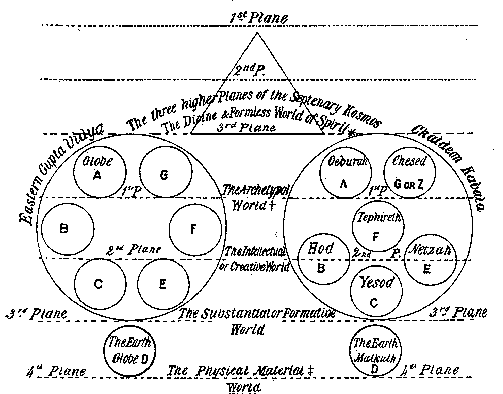 1st Plane
2nd P.
The three higher Planes of the Septenary Kosmos
The Divine & Formless World of Spirit *
3rd Plane
Eastern Gupta Vidya
Chaldean Kabala
Globe
A
G
Geburah
A
Chesed
G OR Z
1st P.
The Archetypal
World ‡
1st P.
B
F
Tephireth
F
2nd Plane
The Intellectual
or Creative World
Hod
B
2nd P.
Netzah
E
C
E
Yesod
C
3rd Plane
The Substantial or Formative
World
3rd Plane
The Earth
Globe D
The Earth
Malkuth
D
4th Plane
The Physical Material ‡
World
4th Plane